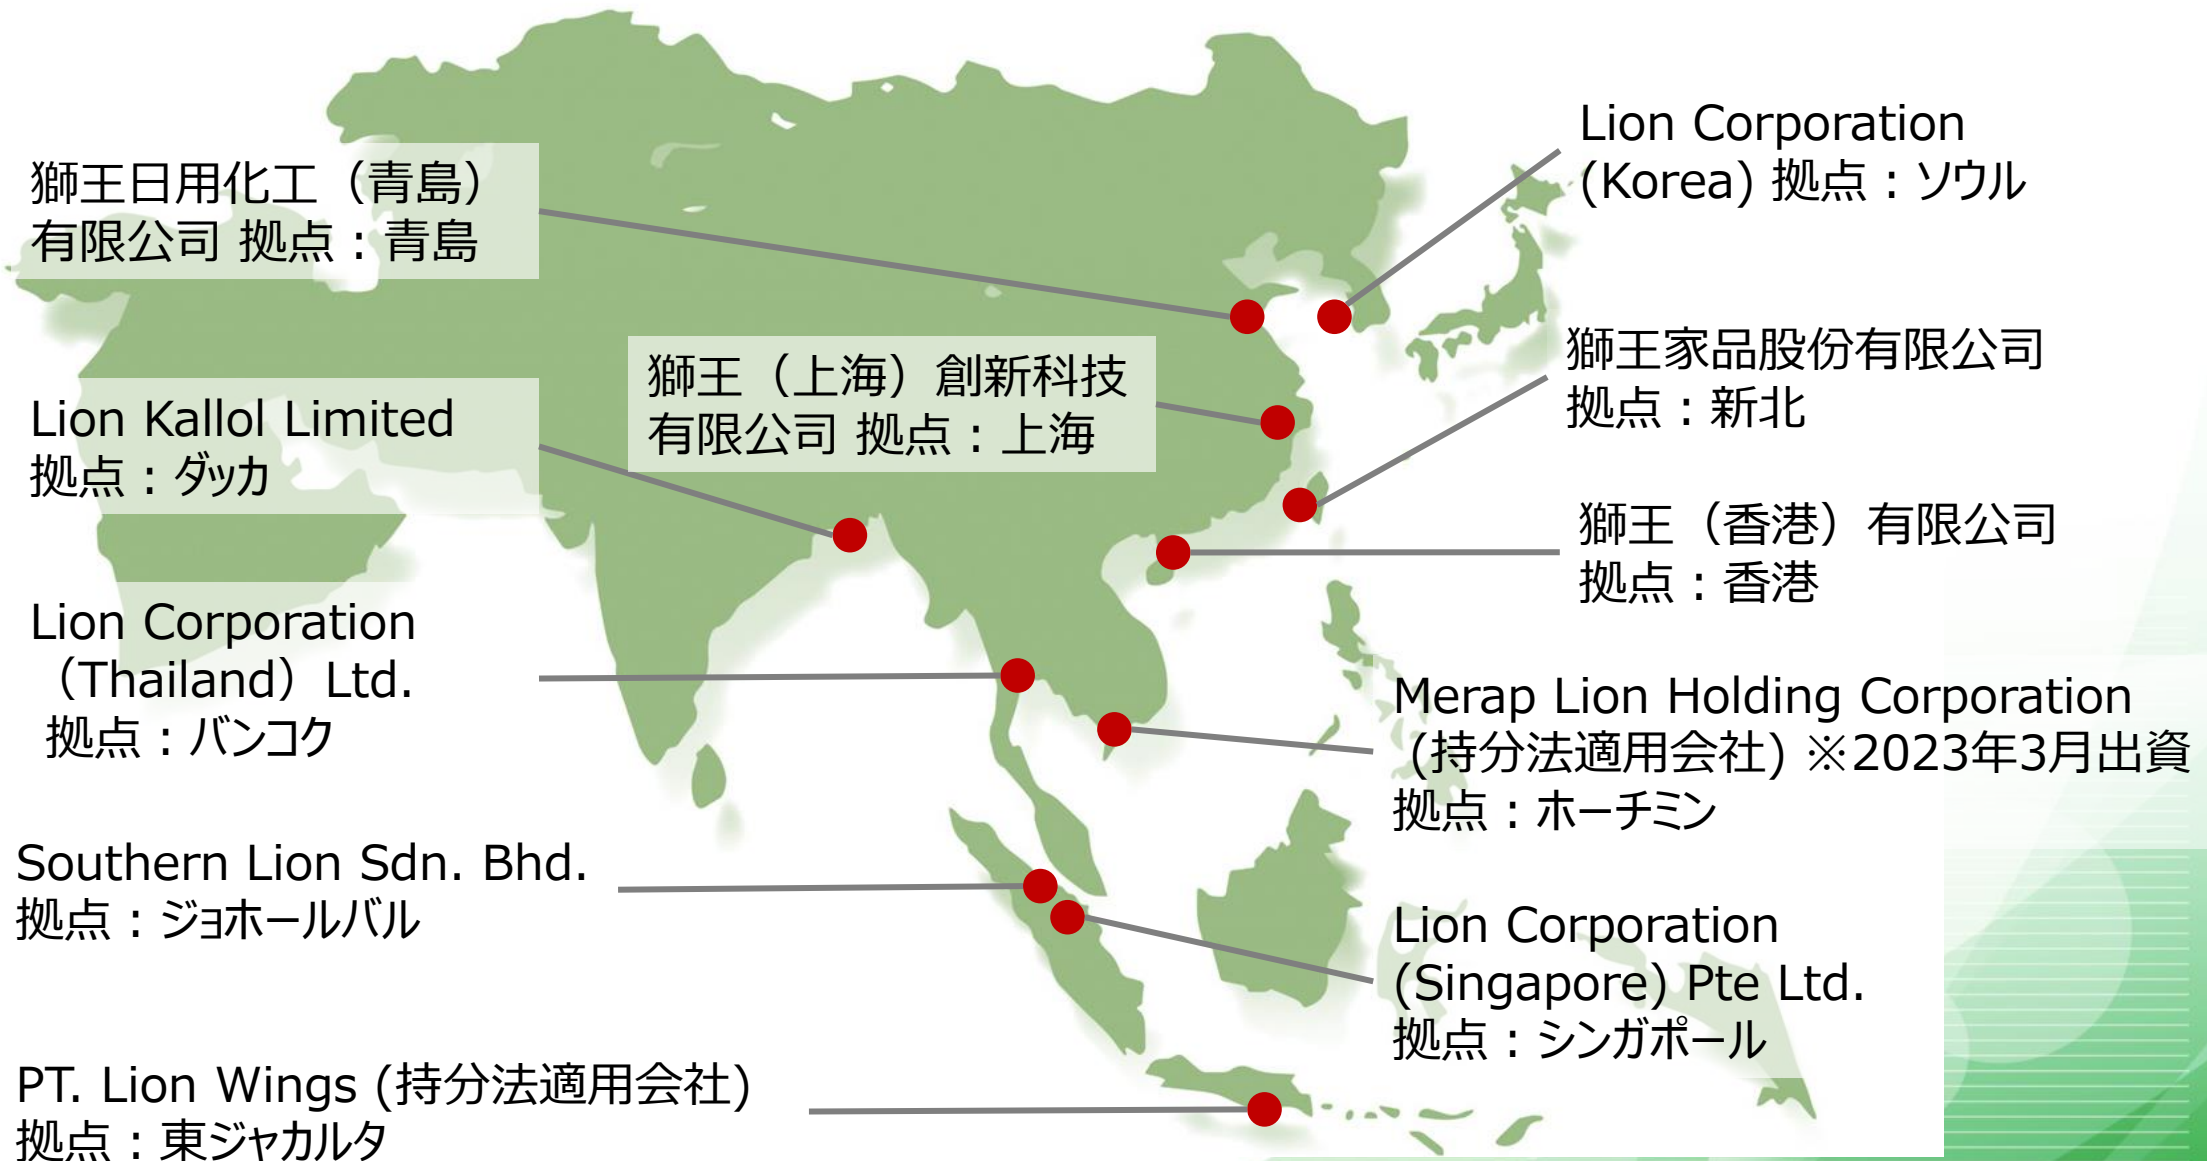 獅王日用化工（青島）
有限公司 拠点：青島
Lion Kallol Limited
拠点：ダッカ
Lion Corporation
（Thailand）Ltd.
拠点：バンコク
Southern Lion Sdn. Bhd.
拠点：ジョホールバル
PT. Lion Wings (持分法適用会社)
拠点：東ジャカルタ
獅王（上海）創新科技
有限公司 拠点：上海
Lion Corporation
(Korea) 拠点：ソウル
獅王家品股份有限公司
拠点：新北
獅王（香港）有限公司
拠点：香港
Merap Lion Holding Corporation
(持分法適用会社) ※2023年3月出資
拠点：ホーチミン
Lion Corporation
(Singapore) Pte Ltd.
拠点：シンガポール